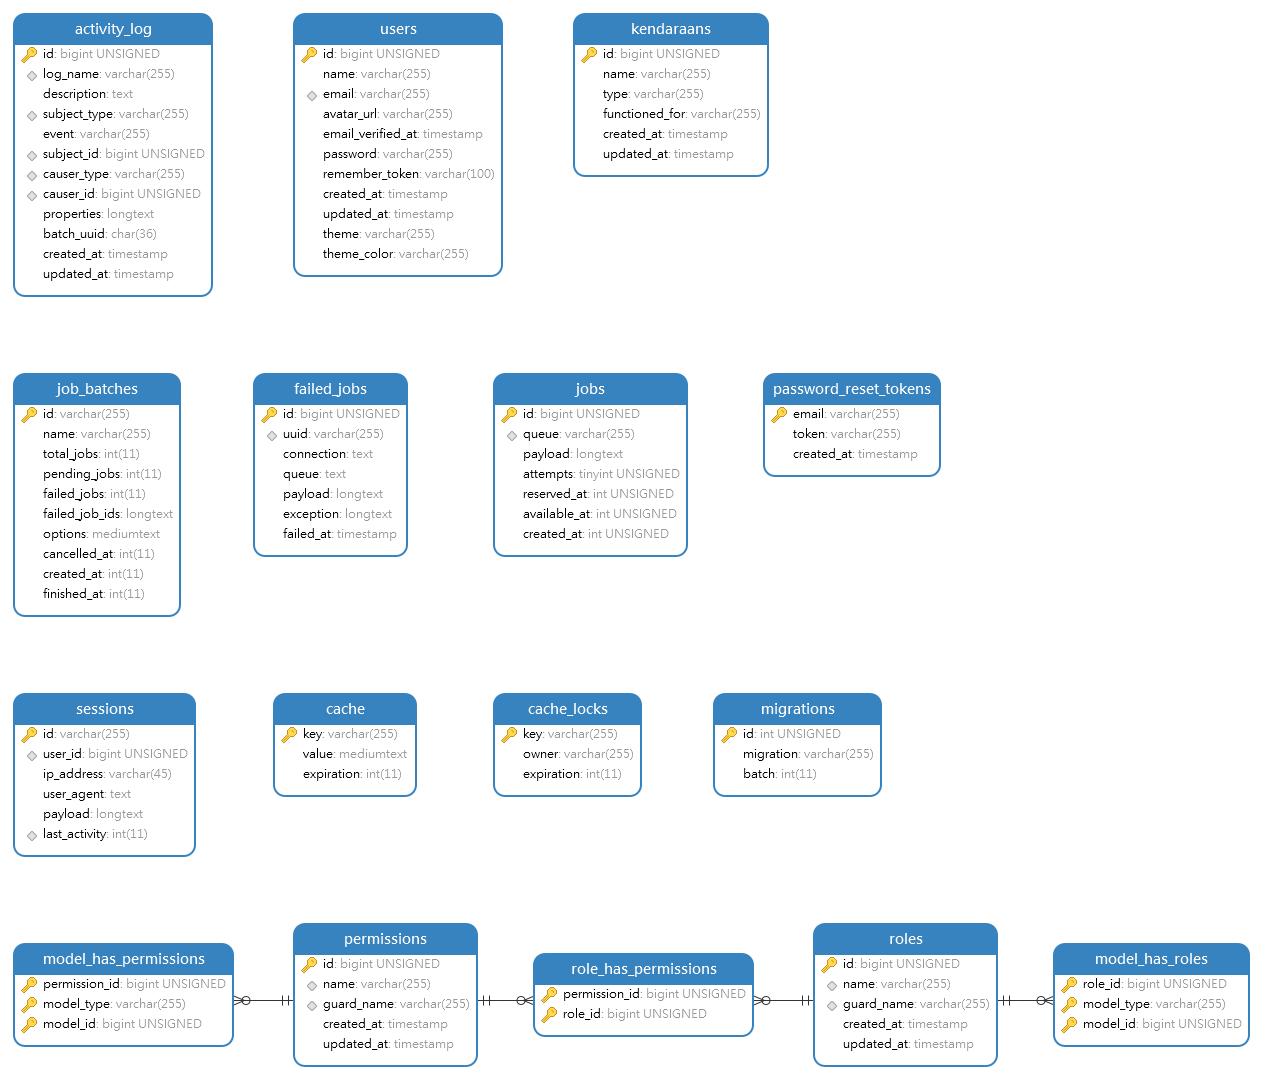 activity_log
id: bigint UNSIGNED
log_name: varchar(255)
description: text
subject_type: varchar(255)
event: varchar(255)
subject_id: bigint UNSIGNED
causer_type: varchar(255)
causer_id: bigint UNSIGNED
properties: longtext
batch_uuid: char(36)
created_at: timestamp
updated_at: timestamp
users
id: bigint UNSIGNED
name: varchar(255)
email: varchar(255)
avatar_url: varchar(255)
email_verified_at: timestamp
password: varchar(255)
remember_token: varchar(100)
created_at: timestamp
updated_at: timestamp
theme: varchar(255)
theme_color: varchar(255)
kendaraans
id: bigint UNSIGNED
name: varchar(255)
type: varchar(255)
functioned_for: varchar(255)
created_at: timestamp
updated_at: timestamp
job_batches
id: varchar(255)
name: varchar(255)
total_jobs: int(11)
pending_jobs: int(11)
failed_jobs: int(11)
failed_job_ids: longtext
options: mediumtext
cancelled_at: int(11)
created_at: int(11)
finished_at: int(11)
failed_jobs
id: bigint UNSIGNED
uuid: varchar(255)
connection: text
queue: text
payload: longtext
exception: longtext
failed_at: timestamp
jobs
id: bigint UNSIGNED
queue: varchar(255)
payload: longtext
attempts: tinyint UNSIGNED
reserved_at: int UNSIGNED
available_at: int UNSIGNED
created_at: int UNSIGNED
password_reset_tokens
email: varchar(255)
token: varchar(255)
created_at: timestamp
sessions
id: varchar(255)
user_id: bigint UNSIGNED
ip_address: varchar(45)
user_agent: text
payload: longtext
last_activity: int(11)
cache
key: varchar(255)
value: mediumtext
expiration: int(11)
cache_locks
key: varchar(255)
owner: varchar(255)
expiration: int(11)
migrations
id: int UNSIGNED
migration: varchar(255)
batch: int(11)
model_has_permissions
permission_id: bigint UNSIGNED
model_type: varchar(255)
model_id: bigint UNSIGNED
permissions
id: bigint UNSIGNED
name: varchar(255)
guard_name: varchar(255)
created_at: timestamp
updated_at: timestamp
role_has_permissions
permission_id: bigint UNSIGNED
role_id: bigint UNSIGNED
roles
id: bigint UNSIGNED
name: varchar(255)
guard_name: varchar(255)
created_at: timestamp
updated_at: timestamp
model_has_roles
role_id: bigint UNSIGNED
model_type: varchar(255)
model_id: bigint UNSIGNED